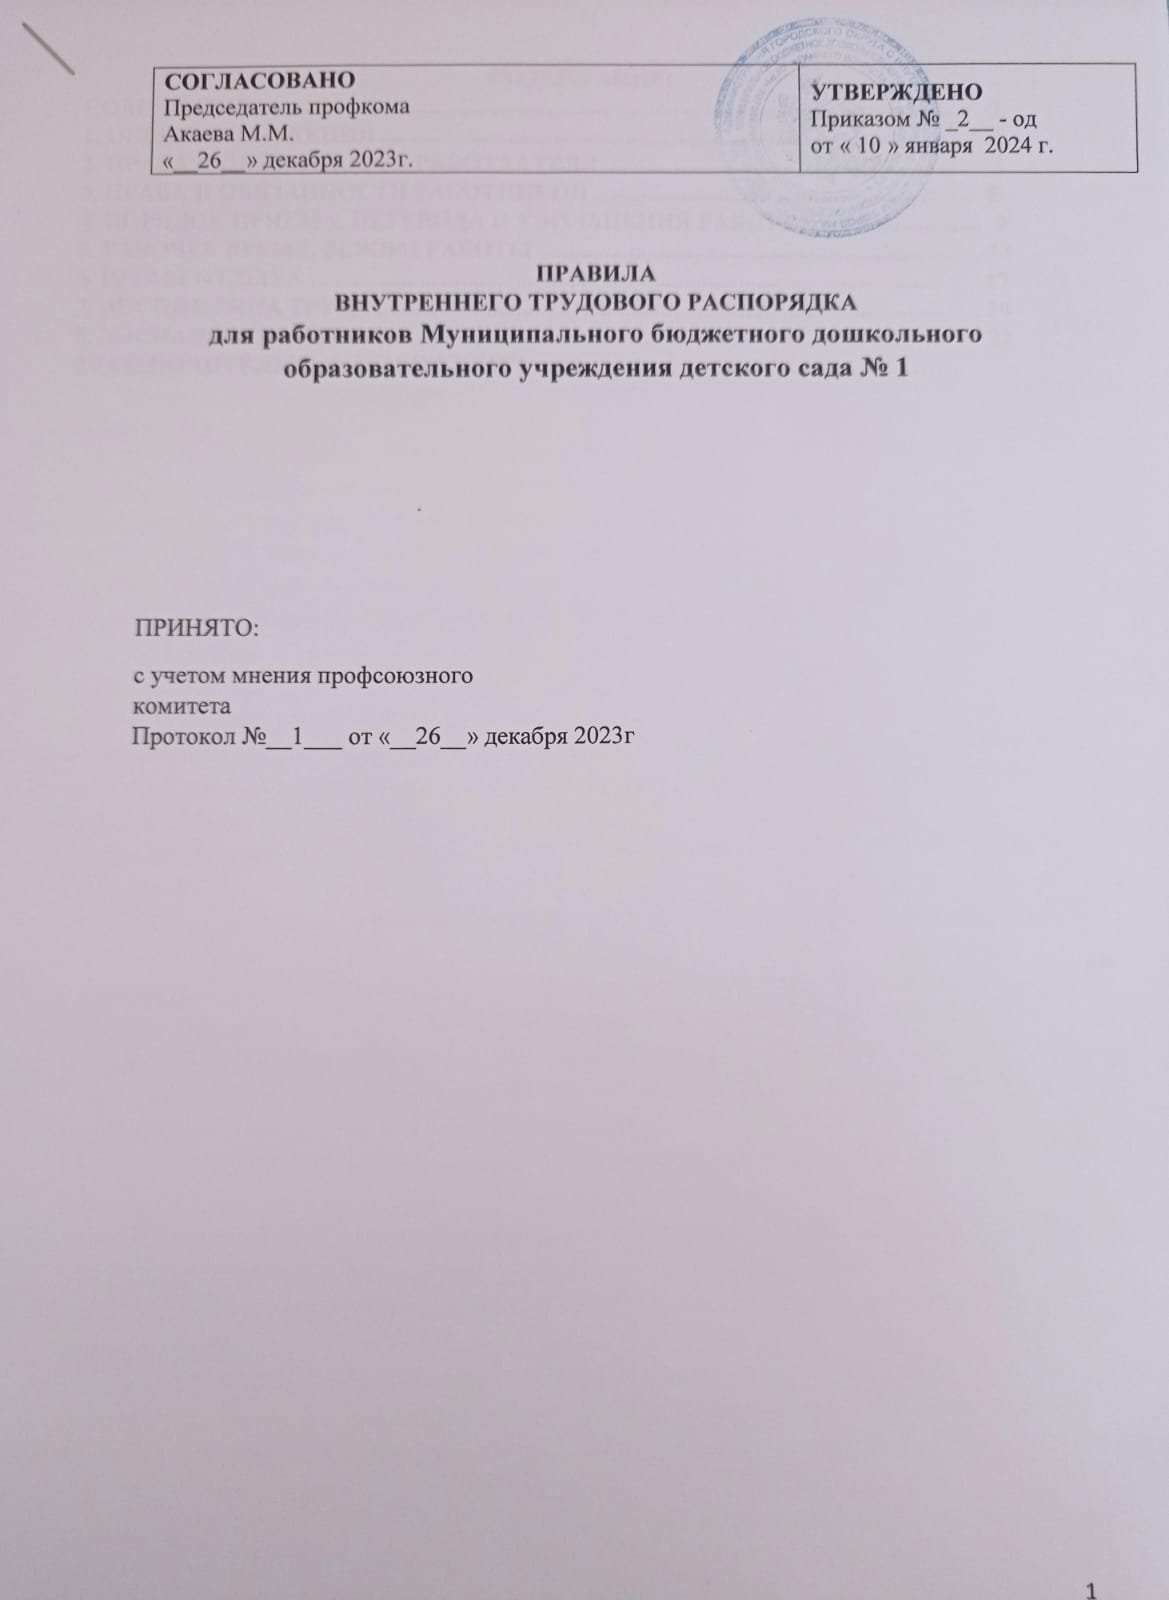 СОГЛАСОВАНО
Председатель профкома
Акаева М.М.
«__26__» декабря 2023г.
УТВЕРЖДЕНО
Приказом № _2__ - од
от « 10 » января 2024 г.
ПРАВИЛА
ВНУТРЕННЕГО ТРУДОВОГО РАСПОРЯДКА
для работников Муниципального бюджетного дошкольного
образовательного учреждения детского сада № 1
ПРИНЯТО:
с учетом мнения профсоюзного
комитета
Протокол №__1___ от «__26__» декабря 2023г
1